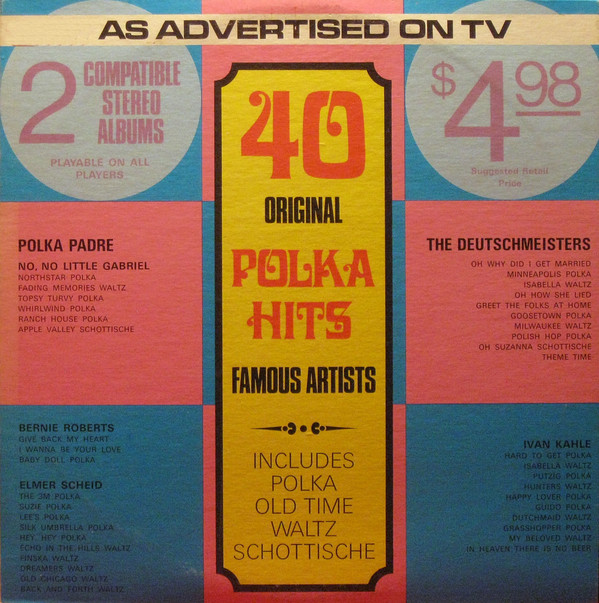 AS ADVERTISED ON TV
2 COMPATIBLE
STEREO
ALBUMS
PLAYABLE ON ALL
PLAYERS
$4.98
Suggested Retail
Price
40
ORIGINAL
POLKA
HITS
FAMOUS ARTISTS
INCLUDES
POLKA
OLD TIME
WALTZ
SCHOTTISCHE
POLKA PADRE
NO, NO LITTLE GABRIEL
NORTHSTAR POLKA
FADING MEMORIES WALTZ
TOPSY TURVY POLKA
WHIRLWIND POLKA
RANCH HOUSE POLKA
APPLE VALLEY SCHOTTISCHE
BERNIE ROBERTS
GIVE BACK MY HEART
I WANNA BE YOUR LOVE
BABY DOLL POLKA
ELMER SCHEID
THE 3M POLKA
SUZIE POLKA
LEE'S POLKA
SILK UMBRELLA POLKA
HEY, HEY POLKA
ECHO IN THE HILLS WALTZ
PINSKA WALTZ
DREAMERS WALTZ
OLD CHICAGO WALTZ
BACK AND FORTH WALTZ
THE DEUTSCHMEISTERS
OH WHY DID I GET MARRIED
MINNEAPOLIS POLKA
ISABELLA WALTZ
OH HOW SHE LIED
GREET THE FOLKS AT HOME
GOOSETOWN POLKA
MILWAUKEE WALTZ
POLISH HOP POLKA
OH SUZANNA SCHOTTISCHE
THEME TIME
IVAN KAHLE
HARD TO GET POLKA
ISABELLA WALTZ
PUTZIG POLKA
HUNTERS WALTZ
HAPPY LOVER POLKA
GUIDO POLKA
DUTCHMAID WALTZ
GRASSHOPPER POLKA
MY BELOVED WALTZ
IN HEAVEN THERE IS NO BEER